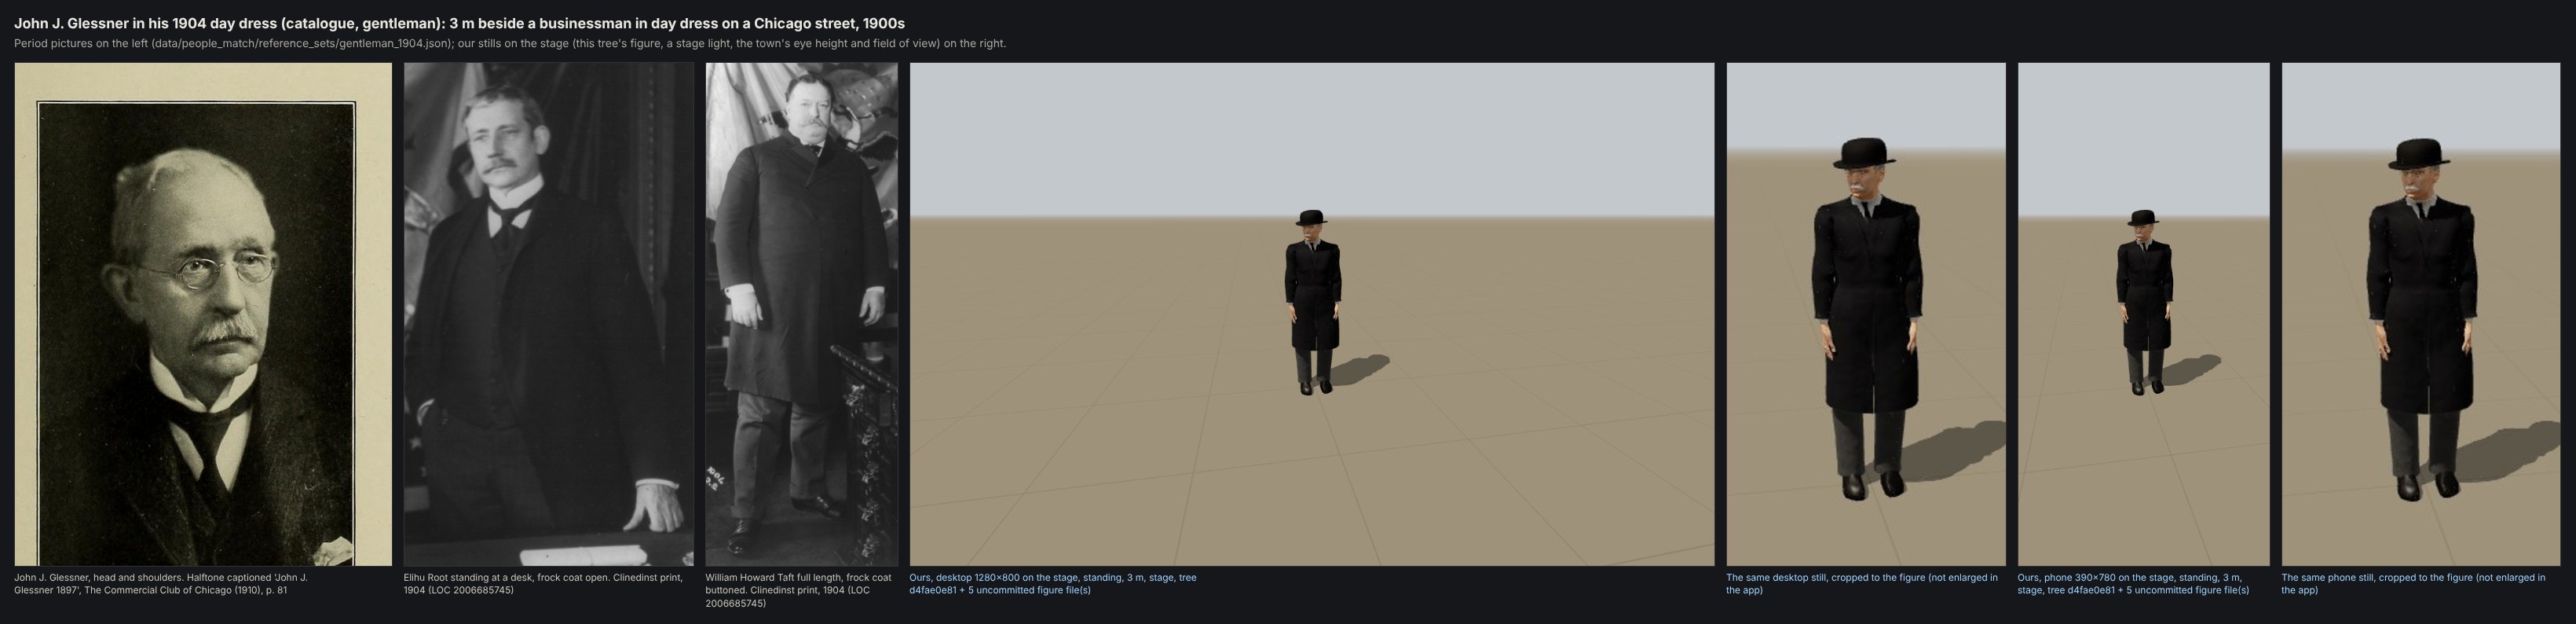 John J. Glessner in his 1904 day dress (catalogue, gentleman): 3 m beside a businessman in day dress on a Chicago street, 1900s
Period pictures on the left (data/people_match/reference_sets/gentleman_1904.json); our stills on the stage (this tree's figure, a stage light, the town's eye height and field of view) on the right.
John J. Glessner, head and shoulders. Halftone captioned 'John J.
Glessner 1897', The Commercial Club of Chicago (1910), p. 81
Elihu Root standing at a desk, frock coat open. Clinedinst print,
1904 (LOC 2006685745)
William Howard Taft full length, frock coat
buttoned. Clinedinst print, 1904 (LOC
2006685745)
Ours, desktop 1280×800 on the stage, standing, 3 m, stage, tree
d4fae0e81 + 5 uncommitted figure file(s)
The same desktop still, cropped to the figure (not enlarged in
the app)
Ours, phone 390×780 on the stage, standing, 3 m,
stage, tree d4fae0e81 + 5 uncommitted figure file(s)
The same phone still, cropped to the figure (not enlarged in
the app)